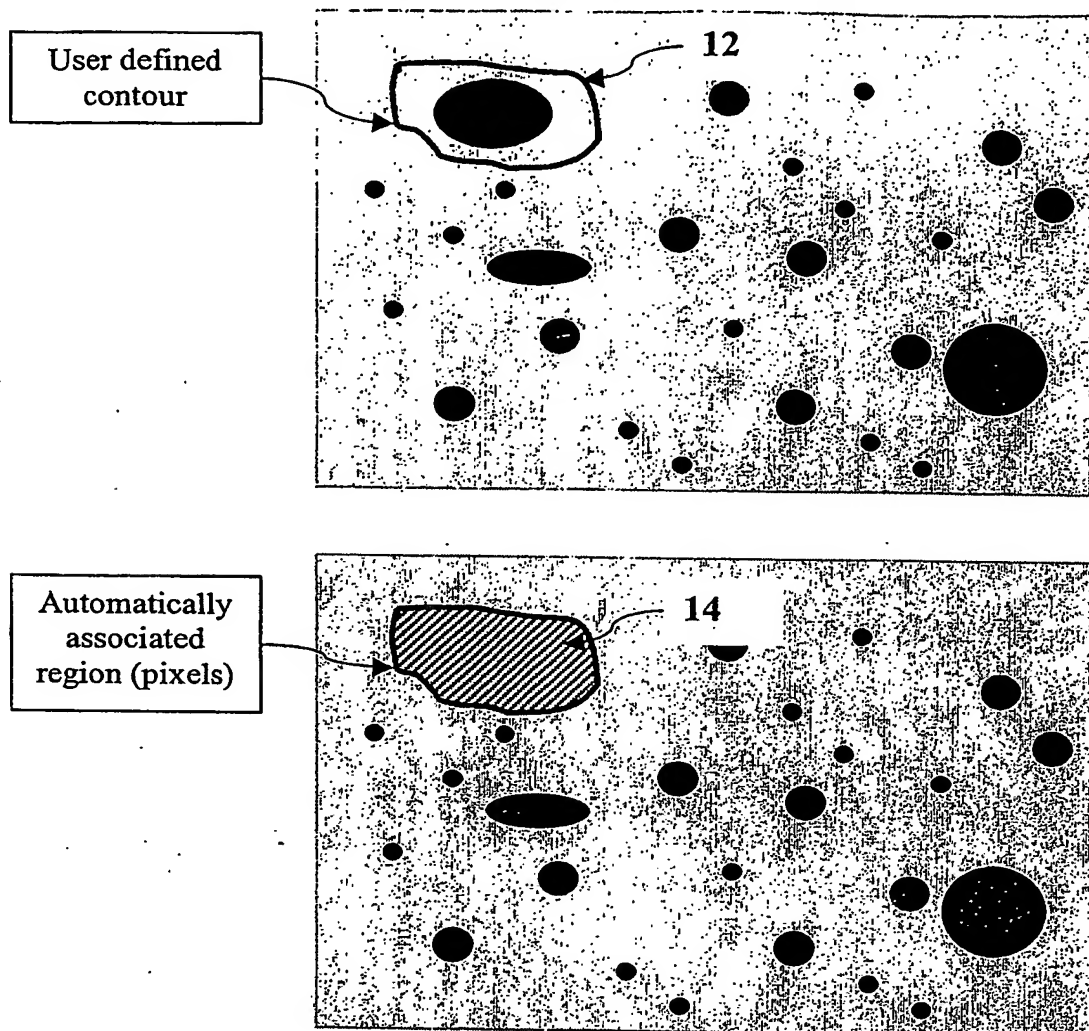 User defined
contour
12
Automatically
associated
region (pixels)
14